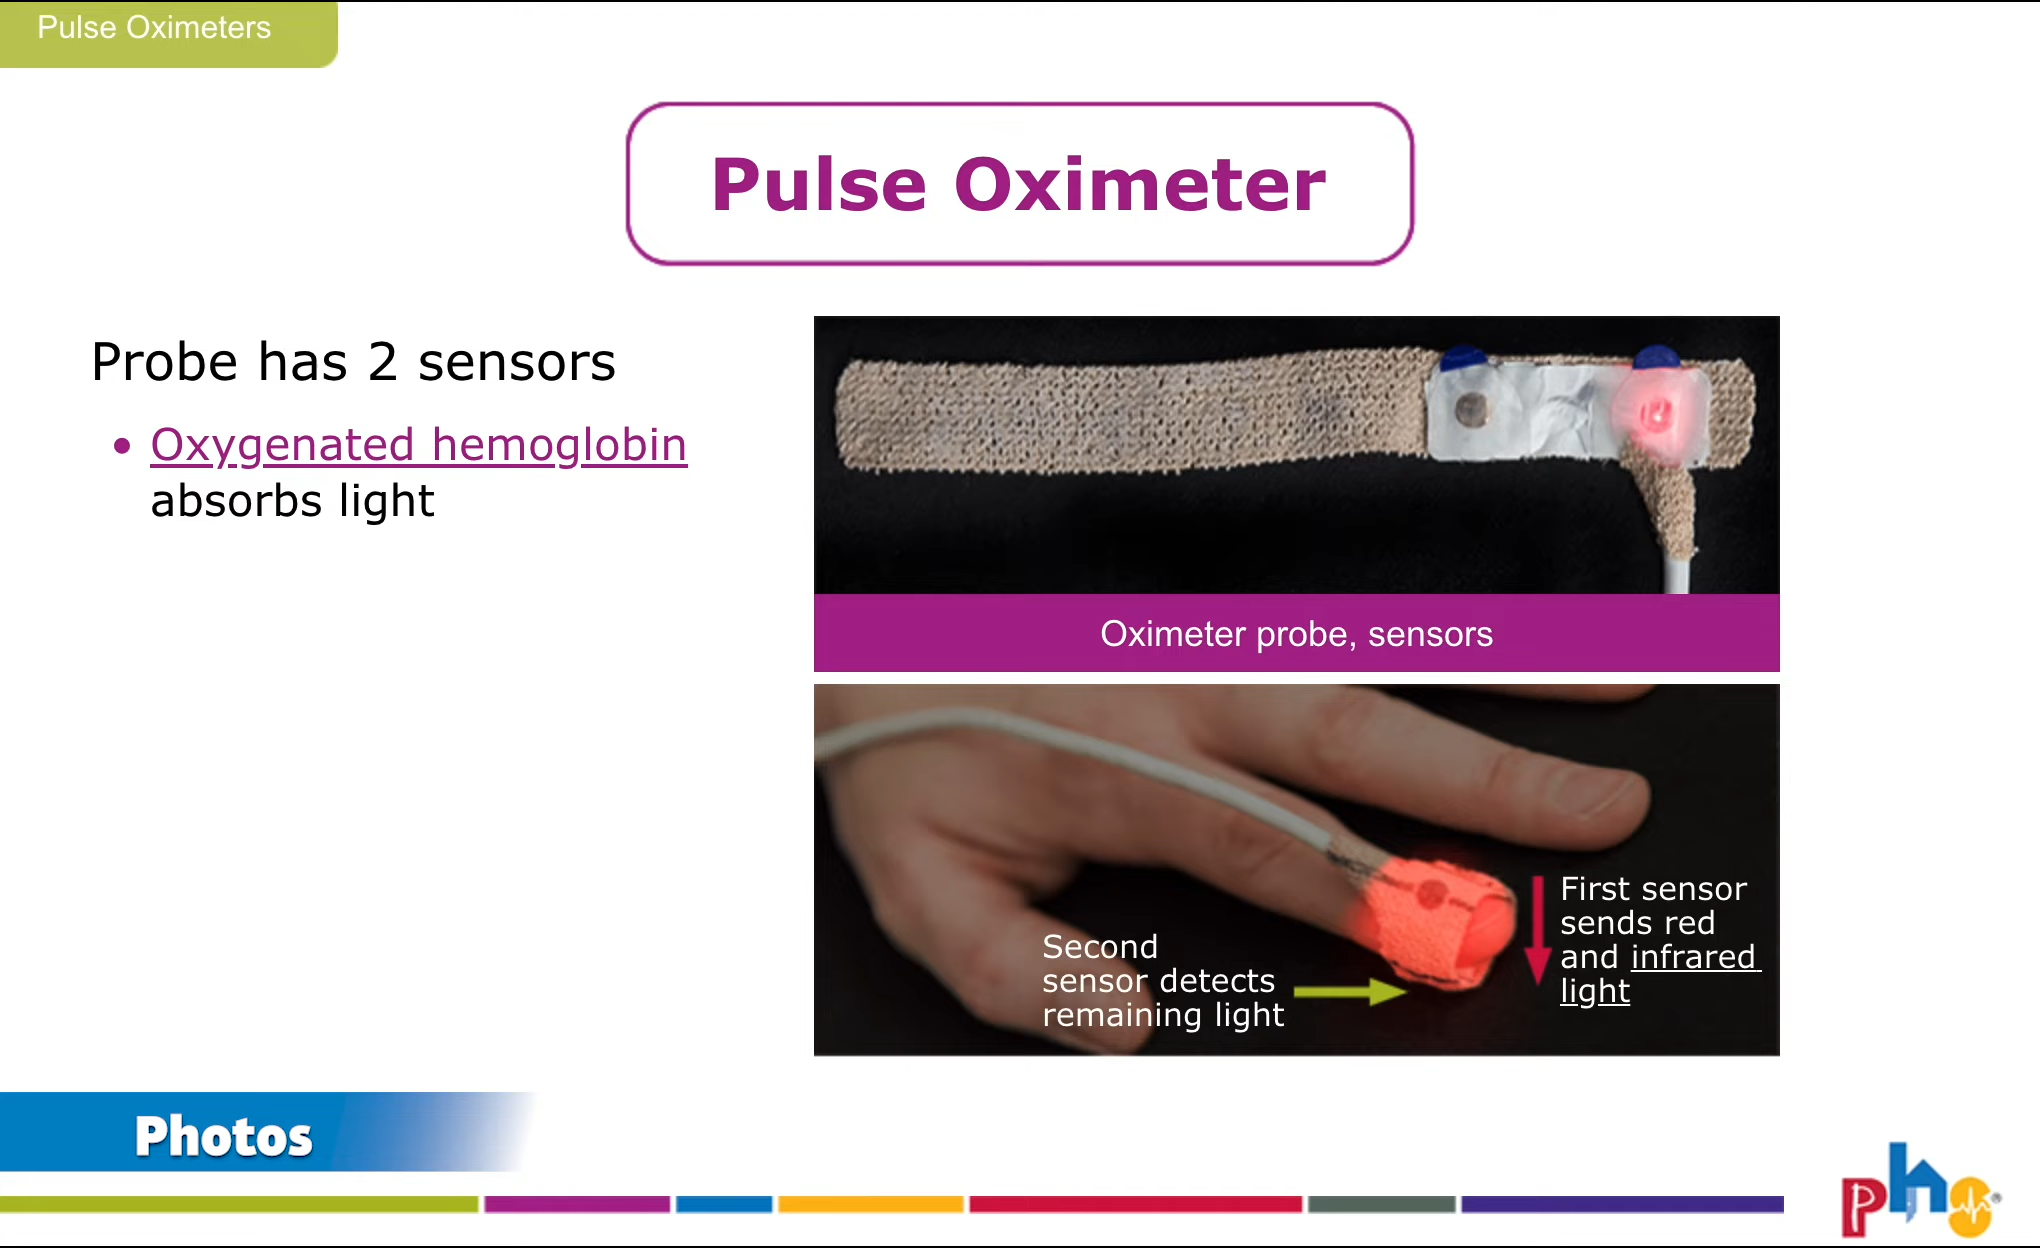 Pulse Oximeters
Pulse Oximeter
Probe has 2 sensors
• Oxygenated hemoglobin
absorbs light
Oximeter probe, sensors
First sensor
sends red
and infrared
light
Second
sensor detects
remaining light
Photos
pho®